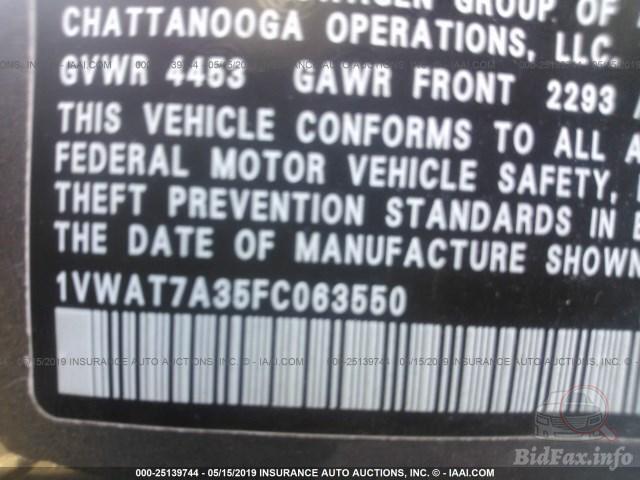 GROUP OF
CHATTANOOGA OPERATIONS, LLC
GVWR 4453 GAWR FRONT 2293
THIS VEHICLE CONFORMS TO ALL A
FEDERAL MOTOR VEHICLE SAFETY,
THEFT PREVENTION STANDARDS IN E
THE DATE OF MANUFACTURE SHOWN
1VWAT7A35FC063550
000-25139744 - 05/15/2019 INSURANCE AUTO AUCTIONS, INC. - © - IAAI.COM
BidFax.info